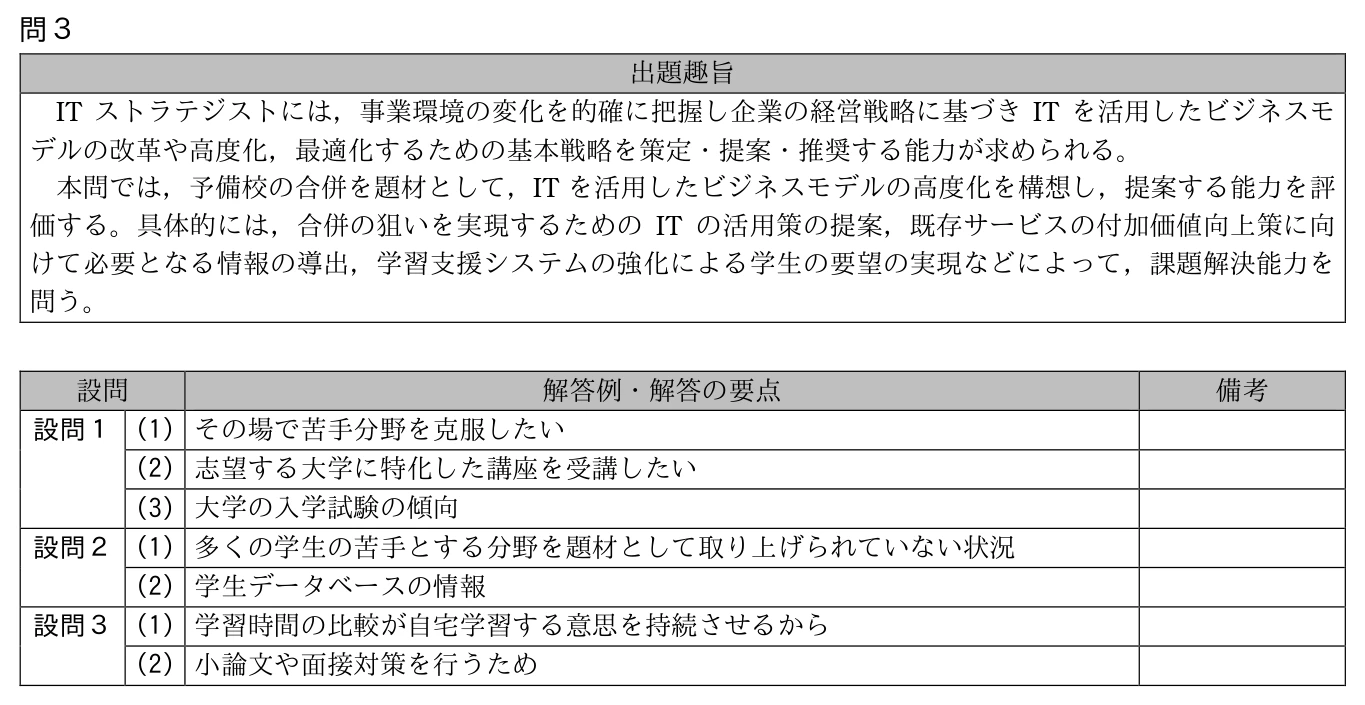 問３
出題趣旨
IT ストラテジストには，事業環境の変化を的確に把握し企業の経営戦略に基づき IT を活用したビジネスモ
デルの改革や高度化，最適化するための基本戦略を策定・提案・推奨する能力が求められる。
本問では，予備校の合併を題材として，IT を活用したビジネスモデルの高度化を構想し，提案する能力を評
価する。具体的には，合併の狙いを実現するための IT の活用策の提案，既存サービスの付加価値向上策に向
けて必要となる情報の導出，学習支援システムの強化による学生の要望の実現などによって，課題解決能力を
問う。
設問 解答例・解答の要点 備考
設問１ (1) その場で苦手分野を克服したい
(2) 志望する大学に特化した講座を受講したい
(3) 大学の入学試験の傾向
設問２ (1) 多くの学生の苦手とする分野を題材として取り上げられていない状況
(2) 学生データベースの情報
設問３ (1) 学習時間の比較が自宅学習する意思を持続させるから
(2) 小論文や面接対策を行うため